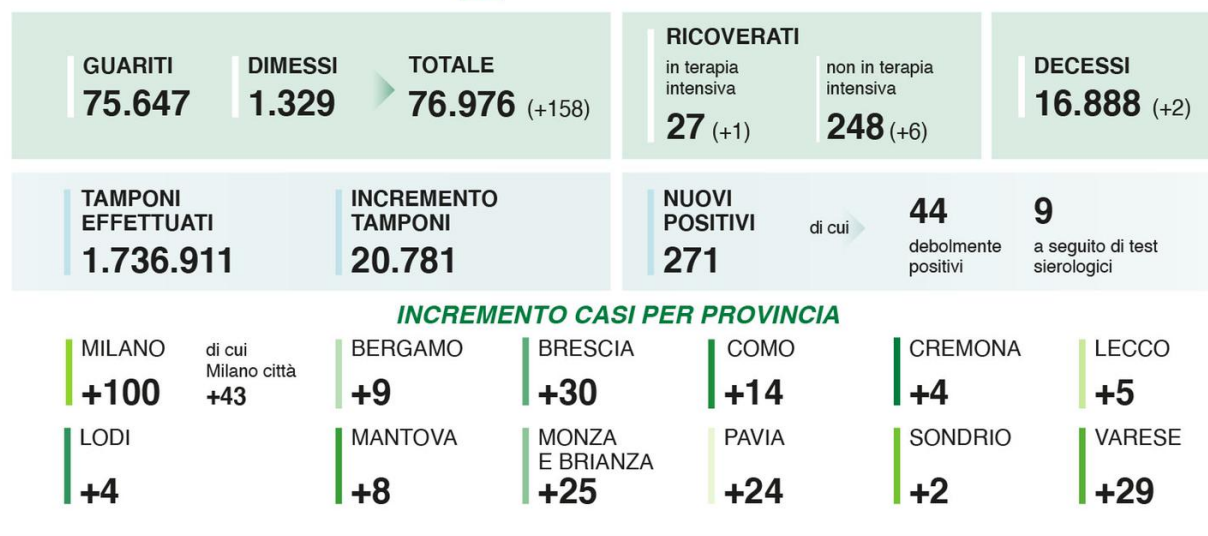 GUARITI
75.647
DIMESSI
1.329
TOTALE
76.976 (+158)
RICOVERATI
in terapia
intensiva
27 (+1)
non in terapia
intensiva
248 (+6)
DECESSI
16.888 (+2)
TAMPONI
EFFETTUATI
1.736.911
INCREMENTO
TAMPONI
20.781
NUOVI
POSITIVI
271
di cui
44
debolmente
positivi
9
a seguito di test
sierologici
INCREMENTO CASI PER PROVINCIA
MILANO
+100
di cui
Milano città
+43
BERGAMO
+9
BRESCIA
+30
COMO
+14
CREMONA
+4
LECCO
+5
LODI
+4
MANTOVA
+8
MONZA
E BRIANZA
+25
PAVIA
+24
SONDRIO
+2
VARESE
+29